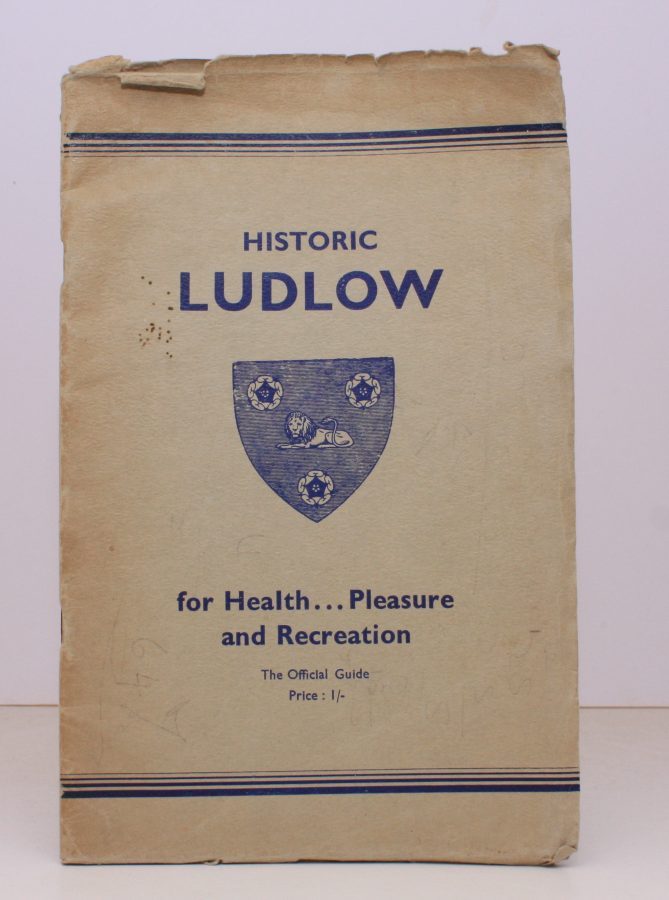 HISTORIC
LUDLOW
for Health... Pleasure
and Recreation
The Official Guide
Price : 1/-